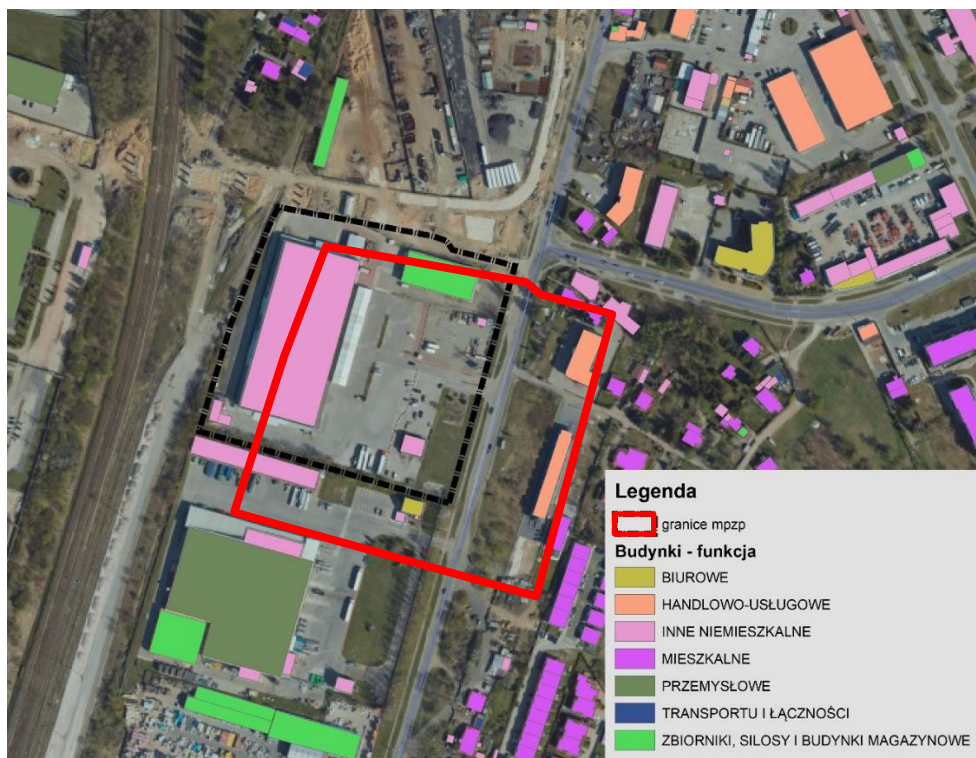 Legenda
granice mpzp
Budynki - funkcja
BIUROWE
HANDLOWO-USŁUGOWE
INNE NIEMIESZKALNE
MIESZKALNE
PRZEMYSŁOWE
TRANSPORTU I ŁĄCZNOŚCI
ZBIORNIKI, SILOSY I BUDYNKI MAGAZYNOWE